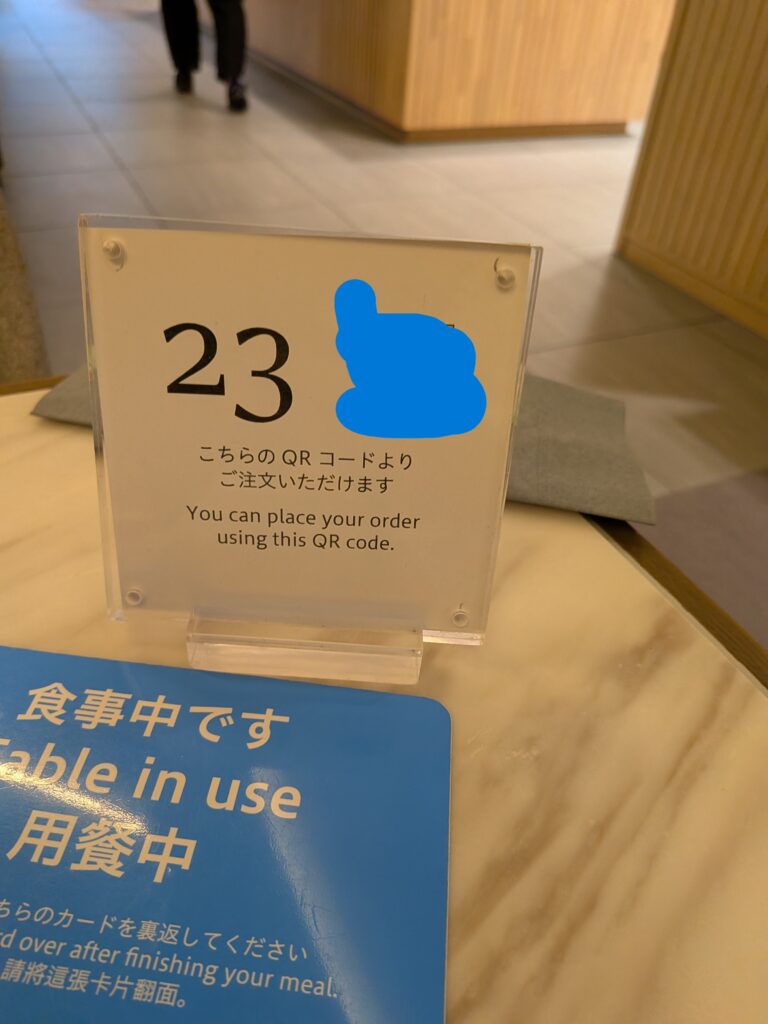 23
こちらの QR コードより
ご注文いただけます
You can place your order
using this QR code.
食事中です
Table in use
用餐中
ちらのカードを裏返してください
over after finishing your meal.
請將這張卡片翻面。